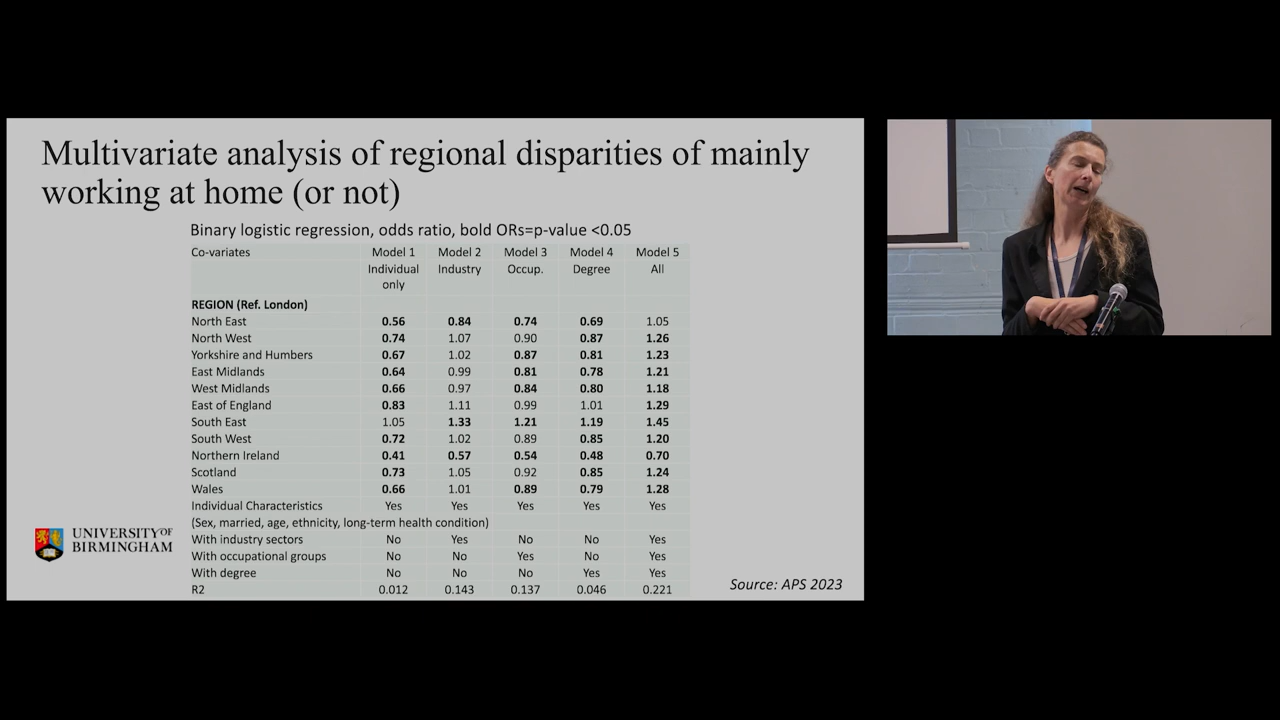 Multivariate analysis of regional disparities of mainly
working at home (or not)
Binary logistic regression, odds ratio, bold ORs=p-value <0.05
Co-variates Model 1 Model 2 Model 3 Model 4 Model 5
Individual Industry Occup. Degree All
only
REGION (Ref. London)
North East 0.56 0.84 0.74 0.69 1.05
North West 0.74 1.07 0.90 0.87 1.26
Yorkshire and Humbers 0.67 1.02 0.87 0.81 1.23
East Midlands 0.64 0.99 0.81 0.78 1.21
West Midlands 0.66 0.97 0.84 0.80 1.18
East of England 0.83 1.11 0.99 1.01 1.29
South East 1.05 1.33 1.21 1.19 1.45
South West 0.72 1.02 0.89 0.85 1.20
Northern Ireland 0.41 0.57 0.54 0.48 0.70
Scotland 0.73 1.05 0.92 0.85 1.24
Wales 0.66 1.01 0.89 0.79 1.28
Individual Characteristics Yes Yes Yes Yes Yes
(Sex, married, age, ethnicity, long-term health condition)
With industry sectors No Yes No No Yes
With occupational groups No No Yes No Yes
With degree No No No Yes Yes
R2 0.012 0.143 0.137 0.046 0.221
UNIVERSITY OF
BIRMINGHAM
Source: APS 2023